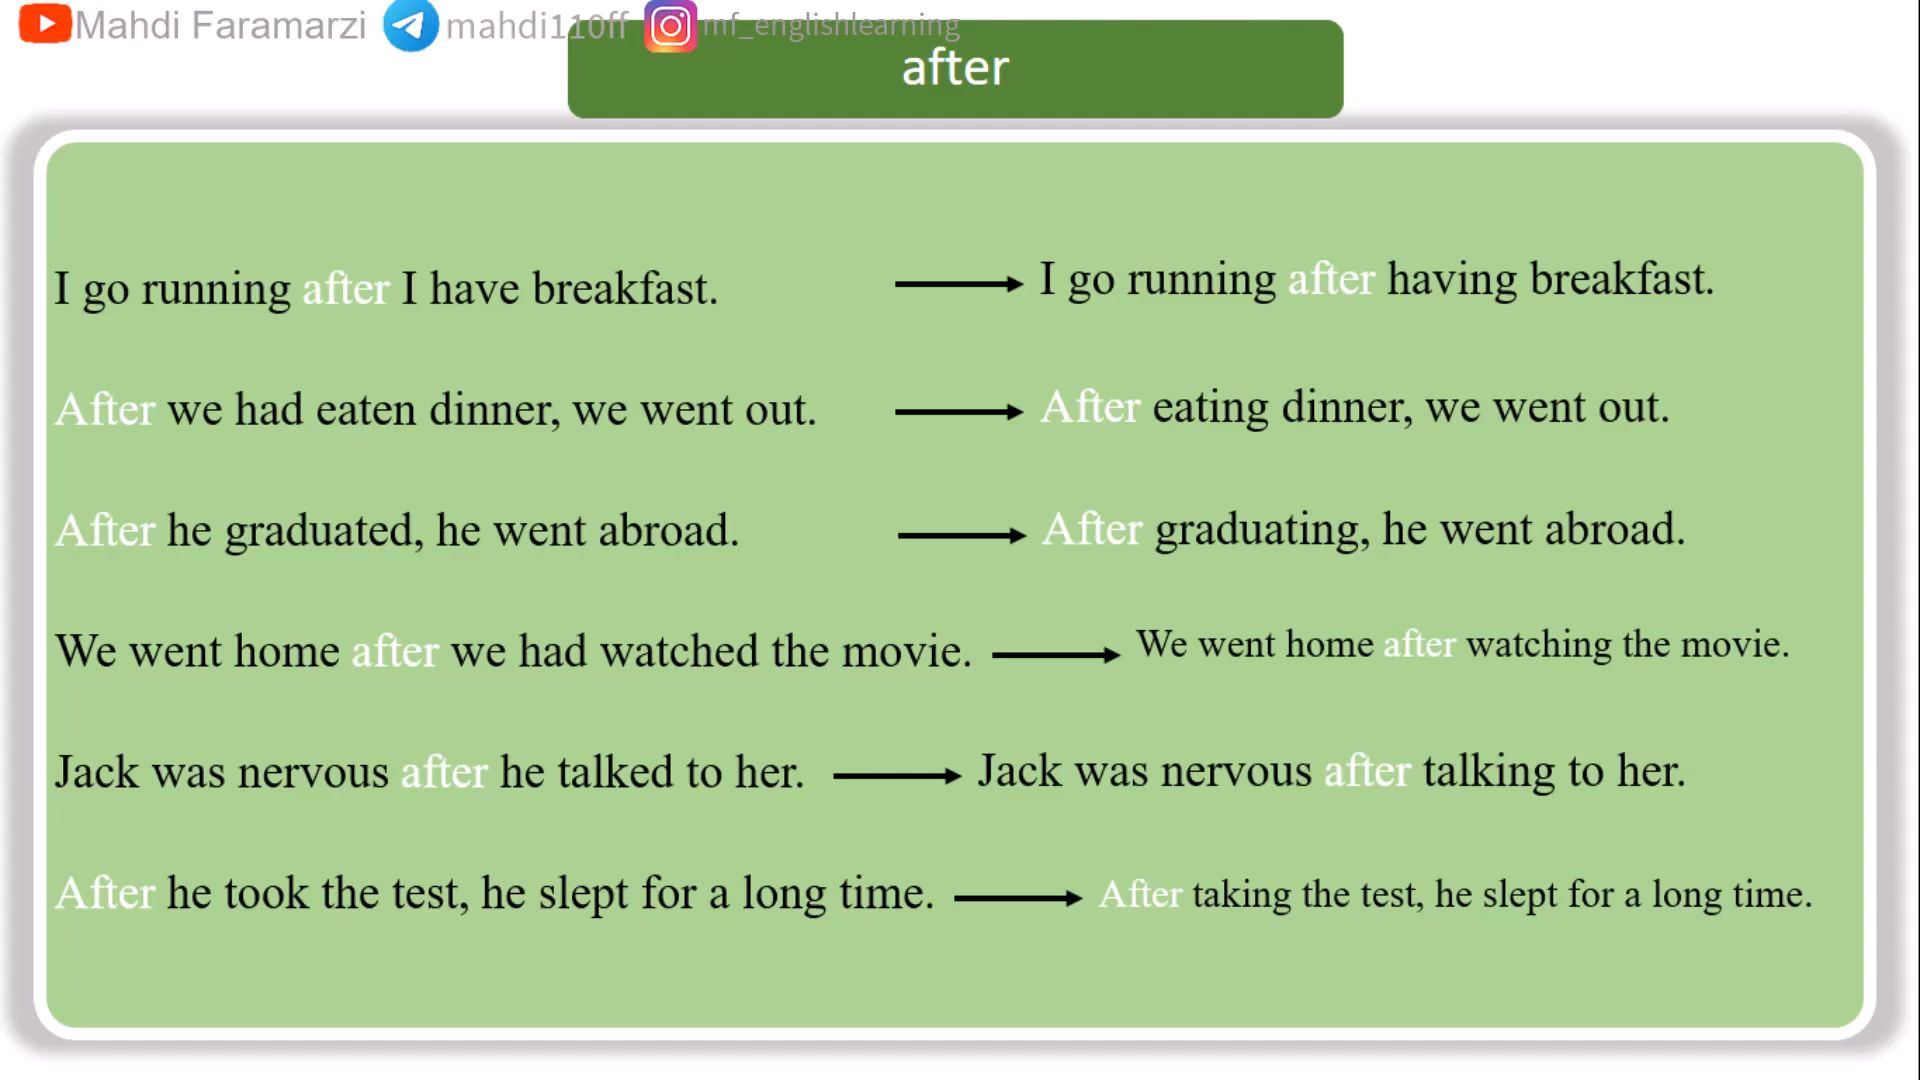 Mahdi Faramarzi mahdi110ff mf_englishlearning
after
I go running after I have breakfast. I go running after having breakfast.
After we had eaten dinner, we went out. After eating dinner, we went out.
After he graduated, he went abroad. After graduating, he went abroad.
We went home after we had watched the movie. We went home after watching the movie.
Jack was nervous after he talked to her. Jack was nervous after talking to her.
After he took the test, he slept for a long time. After taking the test, he slept for a long time.